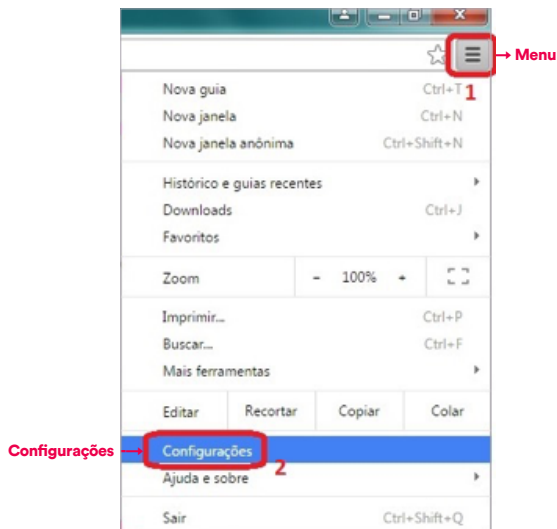 Menu
1
Nova guia Ctrl+T
Nova janela Ctrl+N
Nova janela anônima Ctrl+Shift+N
Histórico e guias recentes
Downloads Ctrl+J
Favoritos
Zoom - 100% +
Imprimir... Ctrl+P
Buscar... Ctrl+F
Mais ferramentas
Editar Recortar Copiar Colar
Configurações Configurações
2
Ajuda e sobre
Sair Ctrl+Shift+Q